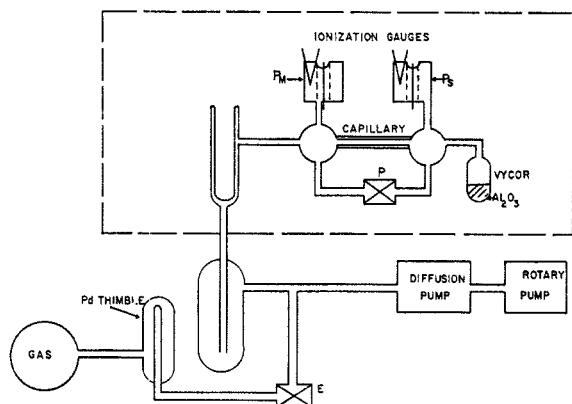 IONIZATION GAUGES
PM
PS
CAPILLARY
P
VYCOR
Al2O3
Pd THIMBLE
GAS
E
DIFFUSION
PUMP
ROTARY
PUMP